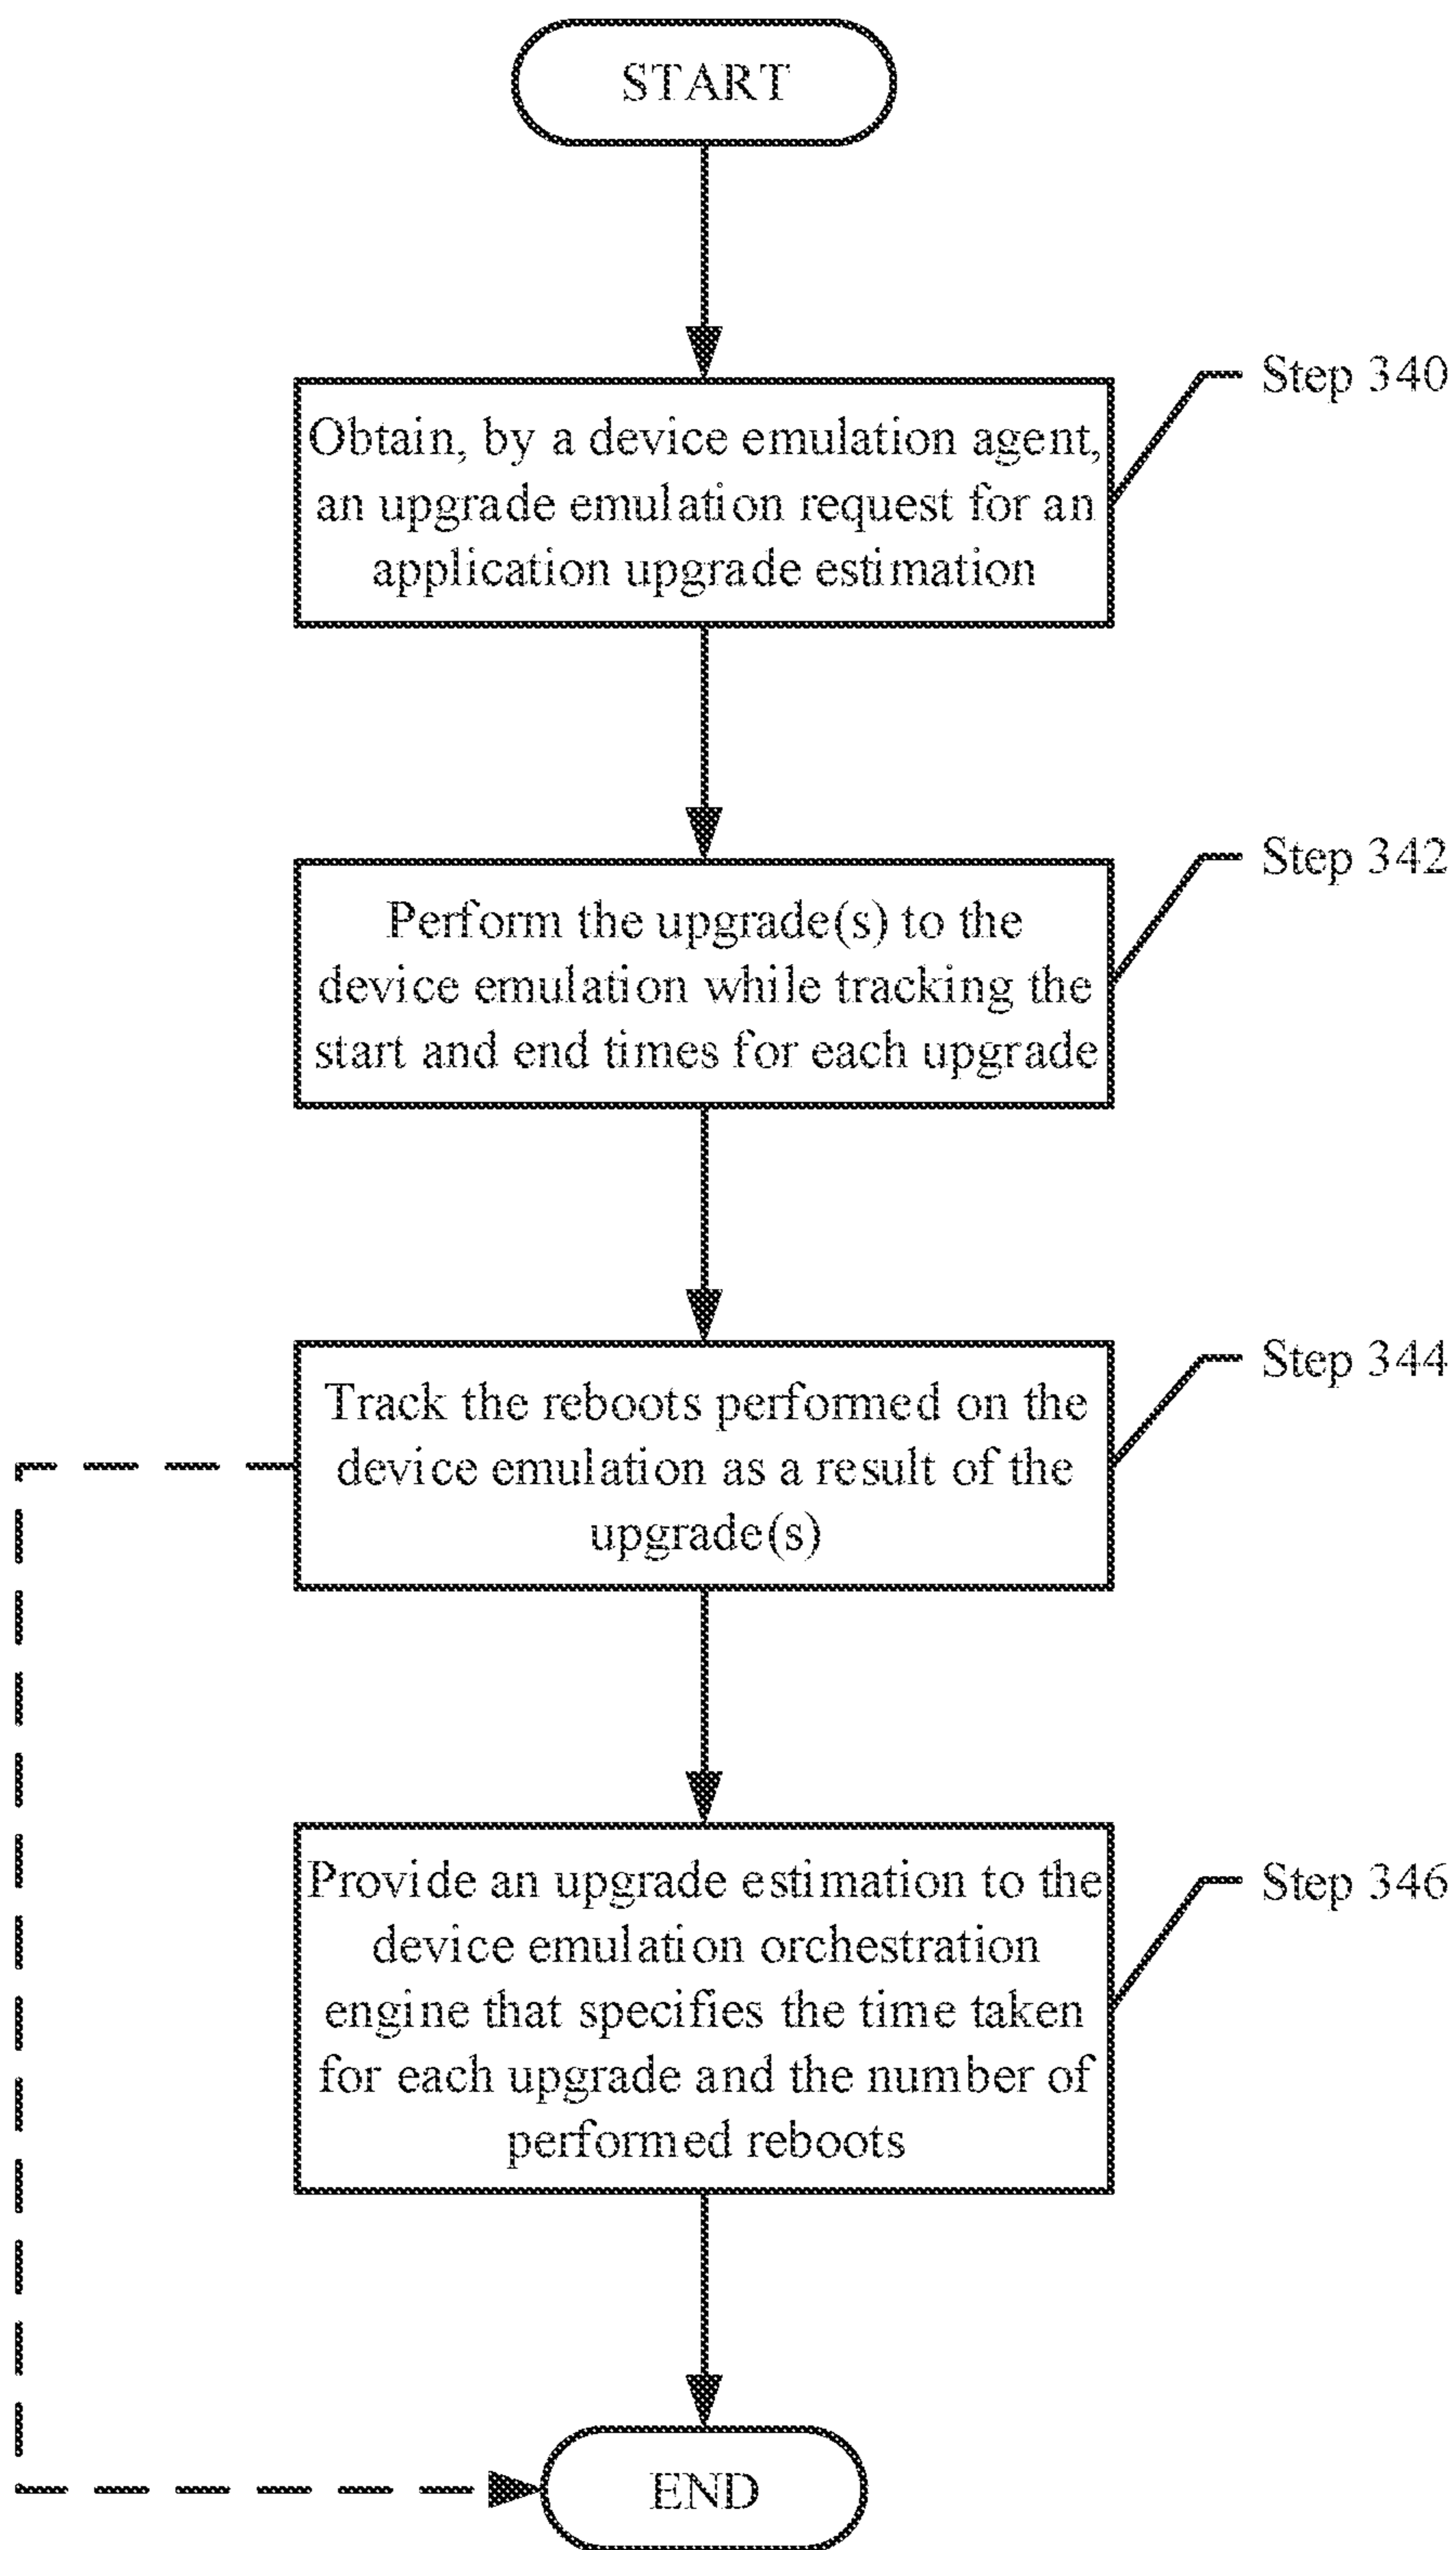 START
Step 340
Obtain, by a device emulation agent,
an upgrade emulation request for an
application upgrade estimation
Step 342
Perform the upgrade(s) to the
device emulation while tracking the
start and end times for each upgrade
Step 344
Track the reboots performed on the
device emulation as a result of the
upgrade(s)
Step 346
Provide an upgrade estimation to the
device emulation orchestration
engine that specifies the time taken
for each upgrade and the number of
performed reboots
END